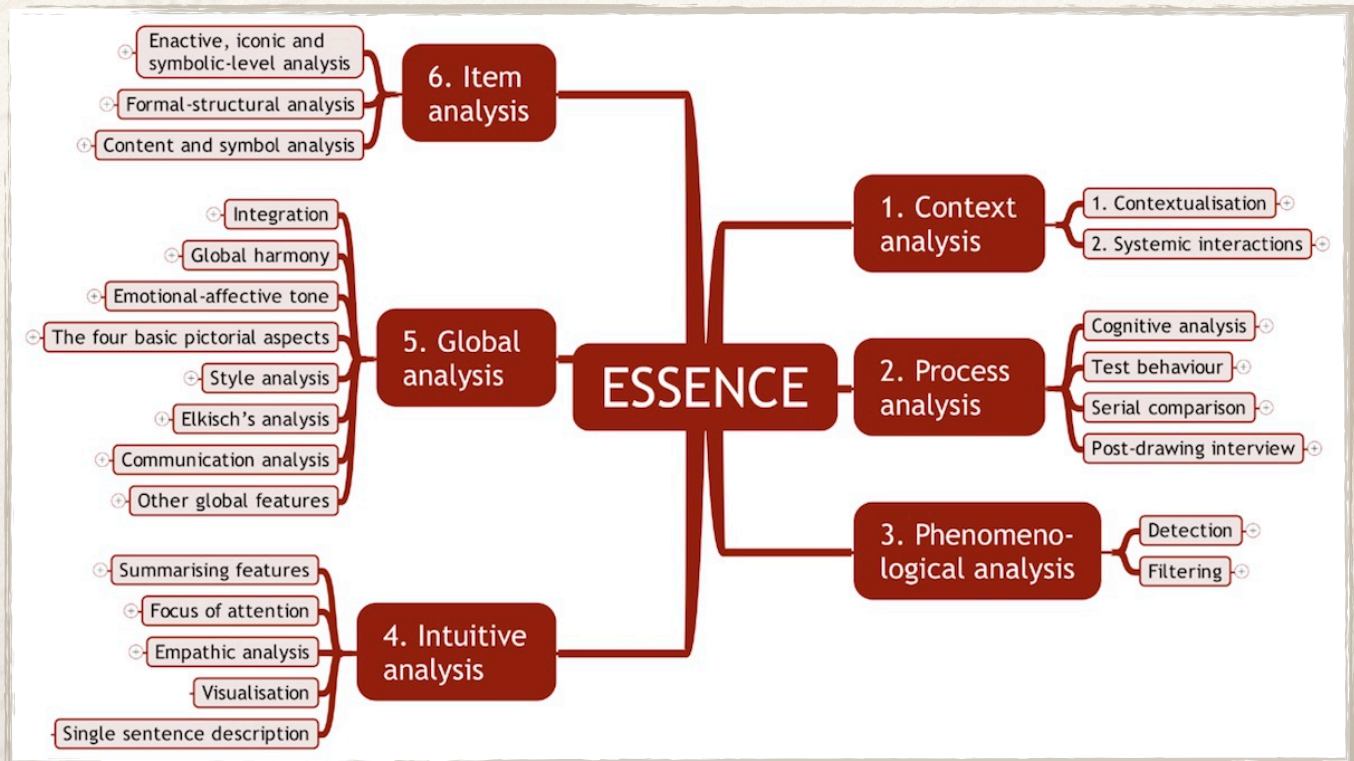 ESSENCE
1. Context
analysis
1. Contextualisation
2. Systemic interactions
2. Process
analysis
Cognitive analysis
Test behaviour
Serial comparison
Post-drawing interview
3. Phenomeno-
logical analysis
Detection
Filtering
4. Intuitive
analysis
Summarising features
Focus of attention
Empathic analysis
Visualisation
Single sentence description
5. Global
analysis
Integration
Global harmony
Emotional-affective tone
The four basic pictorial aspects
Style analysis
Elkisch's analysis
Communication analysis
Other global features
6. Item
analysis
Enactive, iconic and
symbolic-level analysis
Formal-structural analysis
Content and symbol analysis